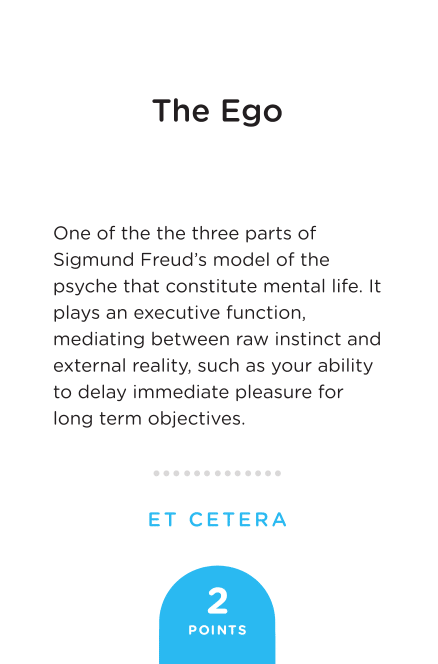 The Ego
One of the the three parts of
Sigmund Freud’s model of the
psyche that constitute mental life. It
plays an executive function,
mediating between raw instinct and
external reality, such as your ability
to delay immediate pleasure for
long term objectives.
ET CETERA
2
POINTS